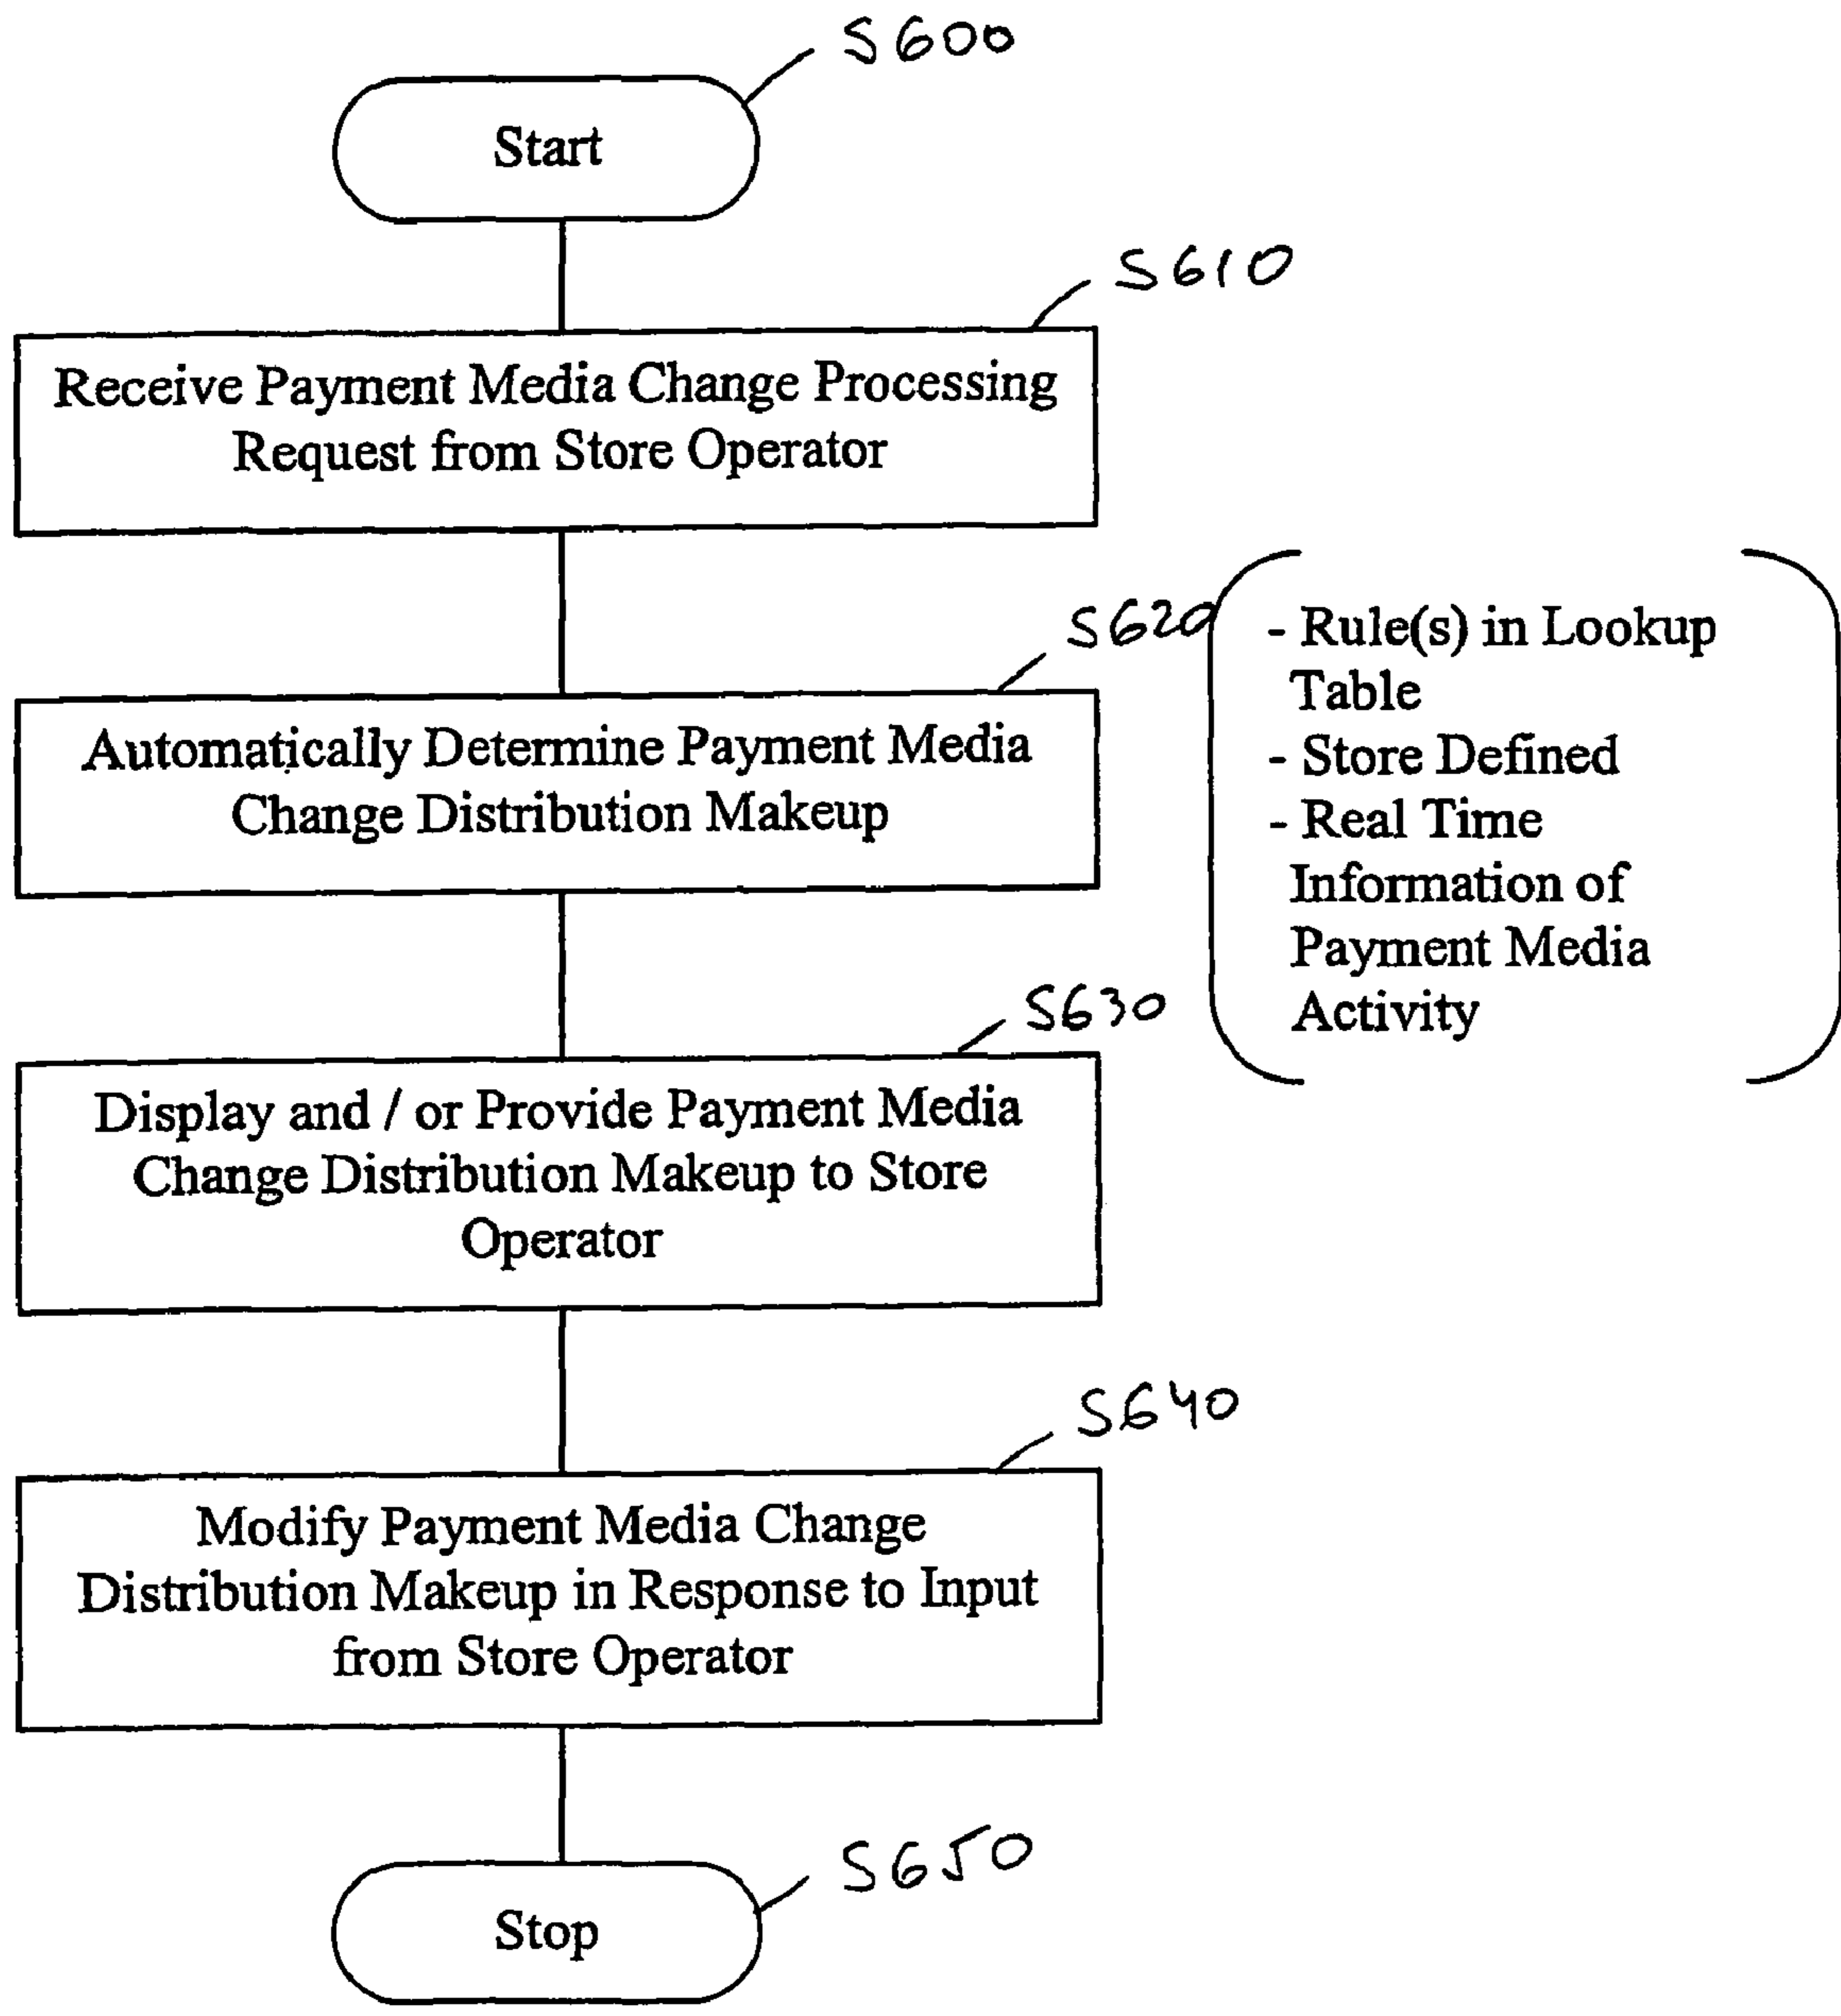 S600
Start
S610
Receive Payment Media Change Processing
Request from Store Operator
S620
Automatically Determine Payment Media
Change Distribution Makeup
- Rule(s) in Lookup
Table
- Store Defined
- Real Time
Information of
Payment Media
Activity
S630
Display and / or Provide Payment Media
Change Distribution Makeup to Store
Operator
S640
Modify Payment Media Change
Distribution Makeup in Response to Input
from Store Operator
S650
Stop